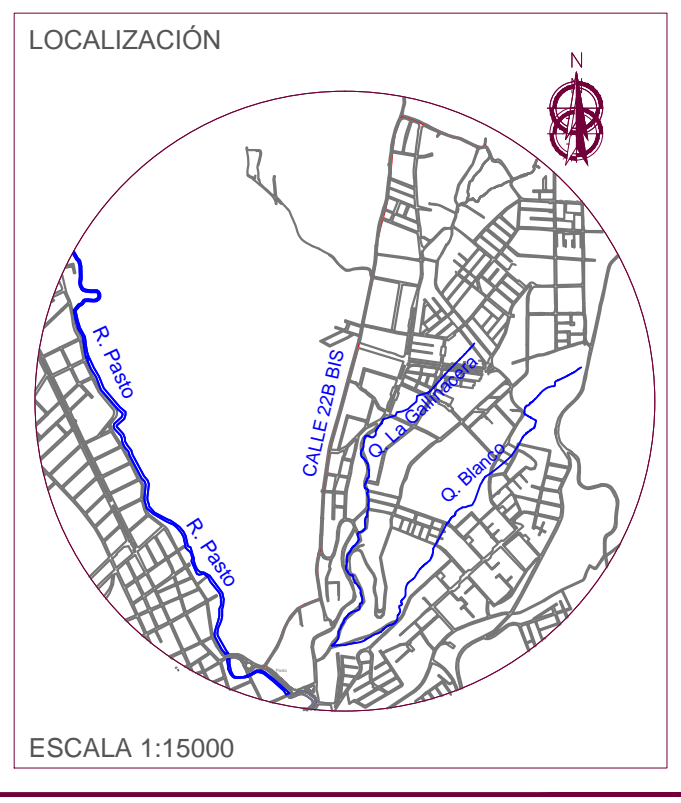 LOCALIZACIÓN
N
R. Pasto
CALLE 22B BIS
Q. La Gallinacera
Q. Blanco
R. Pasto
ESCALA 1:15000